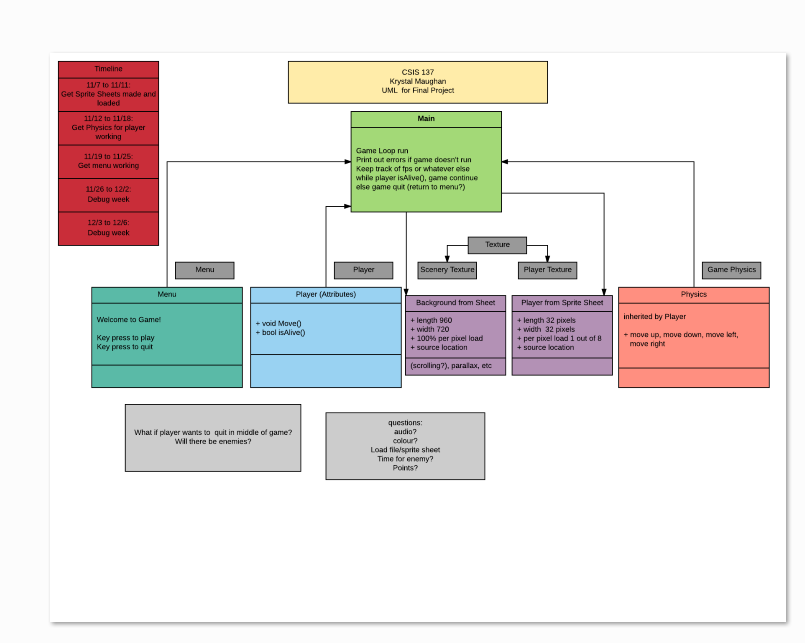 Timeline
11/7 to 11/11:
Get Sprite Sheets made and
loaded
11/12 to 11/18:
Get Physics for player
working
11/19 to 11/25:
Get menu working
11/26 to 12/2:
Debug week
12/3 to 12/6:
Debug week
CSIS 137
Krystal Maughan
UML for Final Project
Main
Game Loop run
Print out errors if game doesn't run
Keep track of fps or whatever else
while player isAlive(), game continue
else game quit (return to menu?)
Texture
Menu
Player
Scenery Texture
Player Texture
Game Physics
Menu
Welcome to Game!
Key press to play
Key press to quit
Player (Attributes)
+ void Move()
+ bool isAlive()
Background from Sheet
+ length 960
+ width 720
+ 100% per pixel load
+ source location
(scrolling?), parallax, etc
Player from Sprite Sheet
+ length 32 pixels
+ width 32 pixels
+ per pixel load 1 out of 8
+ source location
Physics
inherited by Player
+ move up, move down, move left,
move right
What if player wants to quit in middle of game?
Will there be enemies?
questions:
audio?
colour?
Load file/sprite sheet
Time for enemy?
Points?